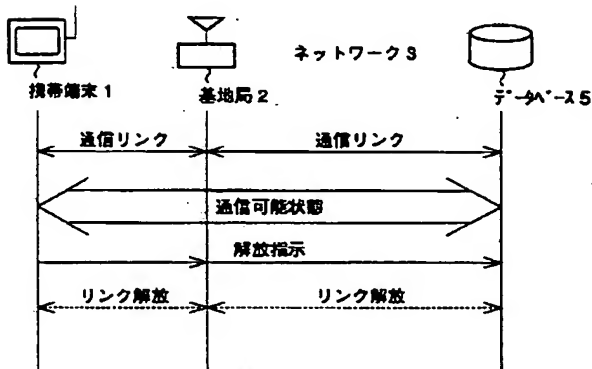 ネットワーク3
携帯端末1
基地局2
データベース5
通信リンク
通信リンク
通信可能状態
解放指示
リンク解放
リンク解放